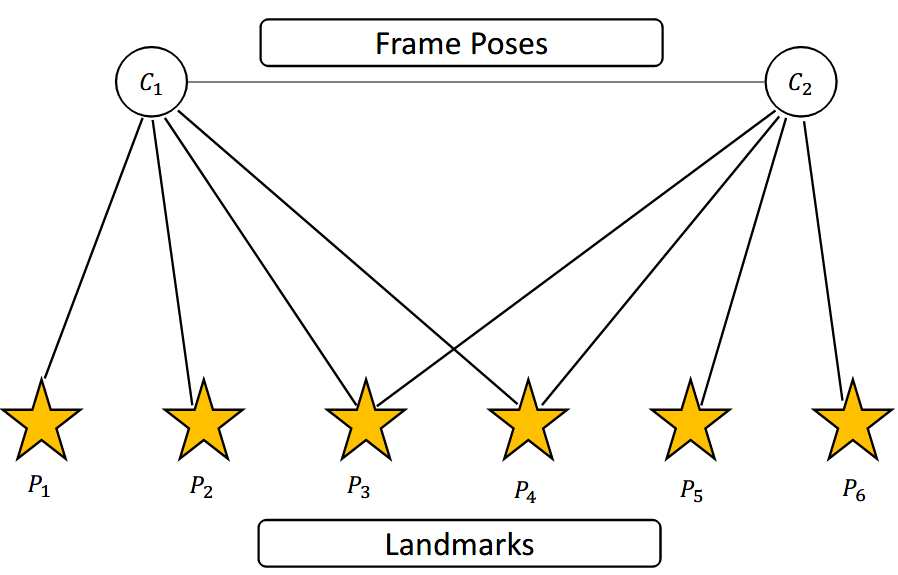 Frame Poses
C₁
C₂
P₁
P₂
P₃
P₄
P₅
P₆
Landmarks